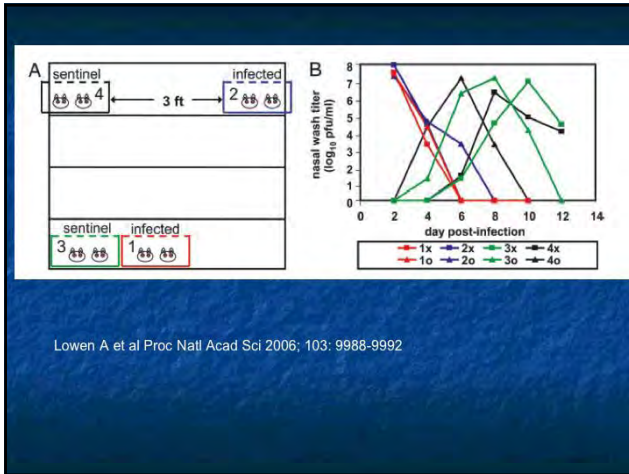 A
sentinel
infected
4
3 ft
2
sentinel
infected
3
1
B
nasal wash titer
(log10 pfu/ml)
8
7
6
5
4
3
2
1
0
0 2 4 6 8 10 12 14
day post-infection
1x 2x 3x 4x
1o 2o 3o 4o
Lowen A et al Proc Natl Acad Sci 2006; 103: 9988-9992